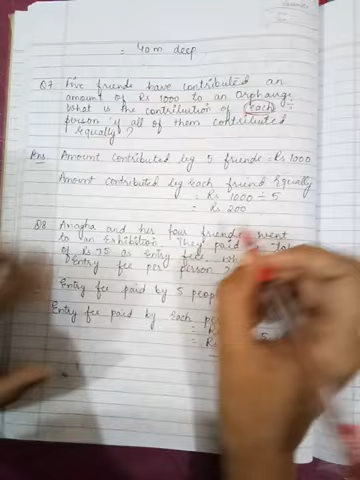 = 40 m deep
Q7 Five friends have contributed an
amount of Rs 1000 to an orphange.
What is the contribution of each
person if all of them contributed
equally?
Ans Amount contributed by 5 friends = Rs 1000
Amount contributed by each friend Equally
= Rs 1000 ÷ 5
= Rs 200
Q8 Anagha and her four friends went
to an Exhibition. They paid a
of Rs 75 as Entry fee.
Entry fee per person?
Entry fee paid by 5
Entry fee paid by Each
=
=